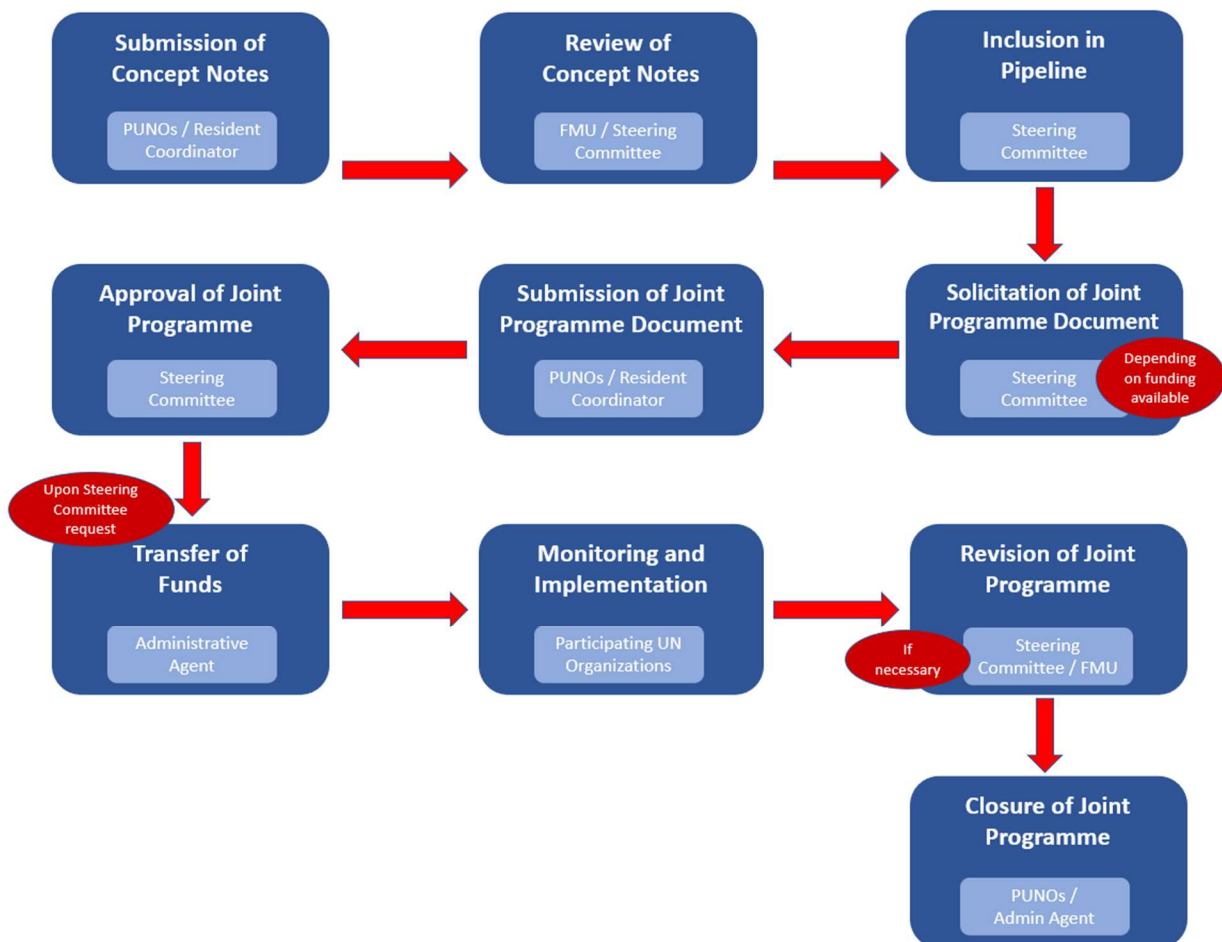 Submission of
Concept Notes
PUNOs / Resident
Coordinator
Review of
Concept Notes
FMU / Steering
Committee
Inclusion in
Pipeline
Steering
Committee
Solicitation of Joint
Programme Document
Steering
Committee
Depending
on funding
available
Submission of Joint
Programme Document
PUNOs / Resident
Coordinator
Approval of Joint
Programme
Steering
Committee
Upon Steering
Committee
request
Transfer of
Funds
Administrative
Agent
Monitoring and
Implementation
Participating UN
Organizations
Revision of Joint
Programme
If
necessary
Steering
Committee / FMU
Closure of Joint
Programme
PUNOs /
Admin Agent